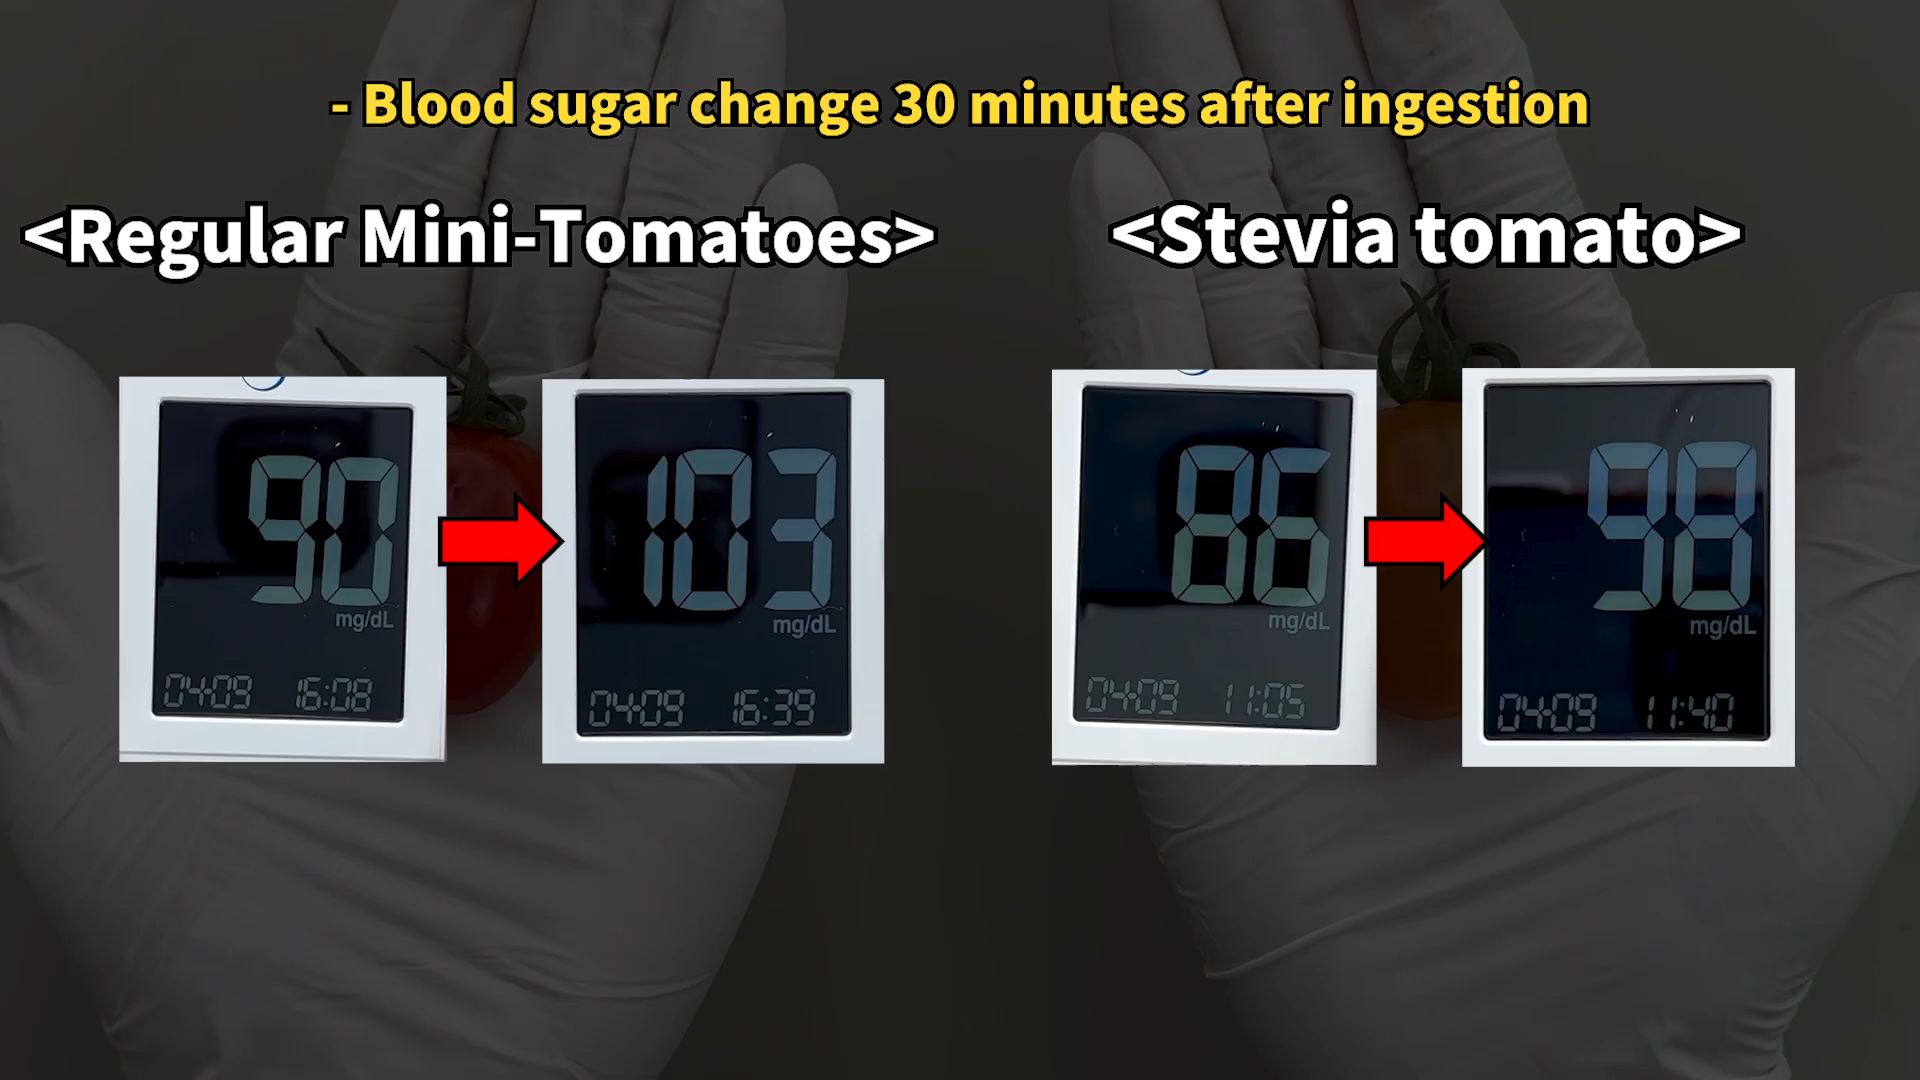 - Blood sugar change 30 minutes after ingestion
<Regular Mini-Tomatoes>
<Stevia tomato>
90
mg/dL
04-09 16:08
103
mg/dL
04-09 16:39
86
mg/dL
04-09 11:05
98
mg/dL
04-09 11:40